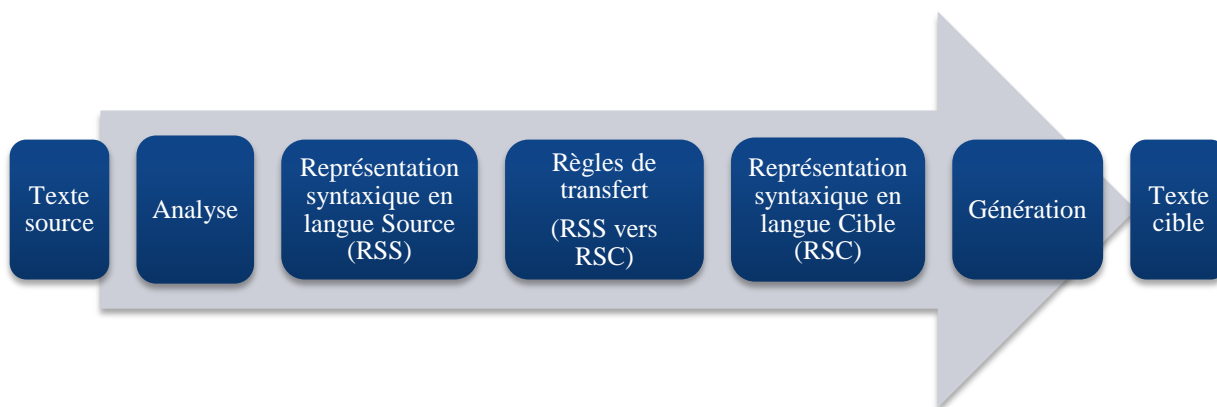 Texte
source
Analyse
Représentation
syntaxique en
langue Source
(RSS)
Règles de
transfert
(RSS vers
RSC)
Représentation
syntaxique en
langue Cible
(RSC)
Génération
Texte
cible